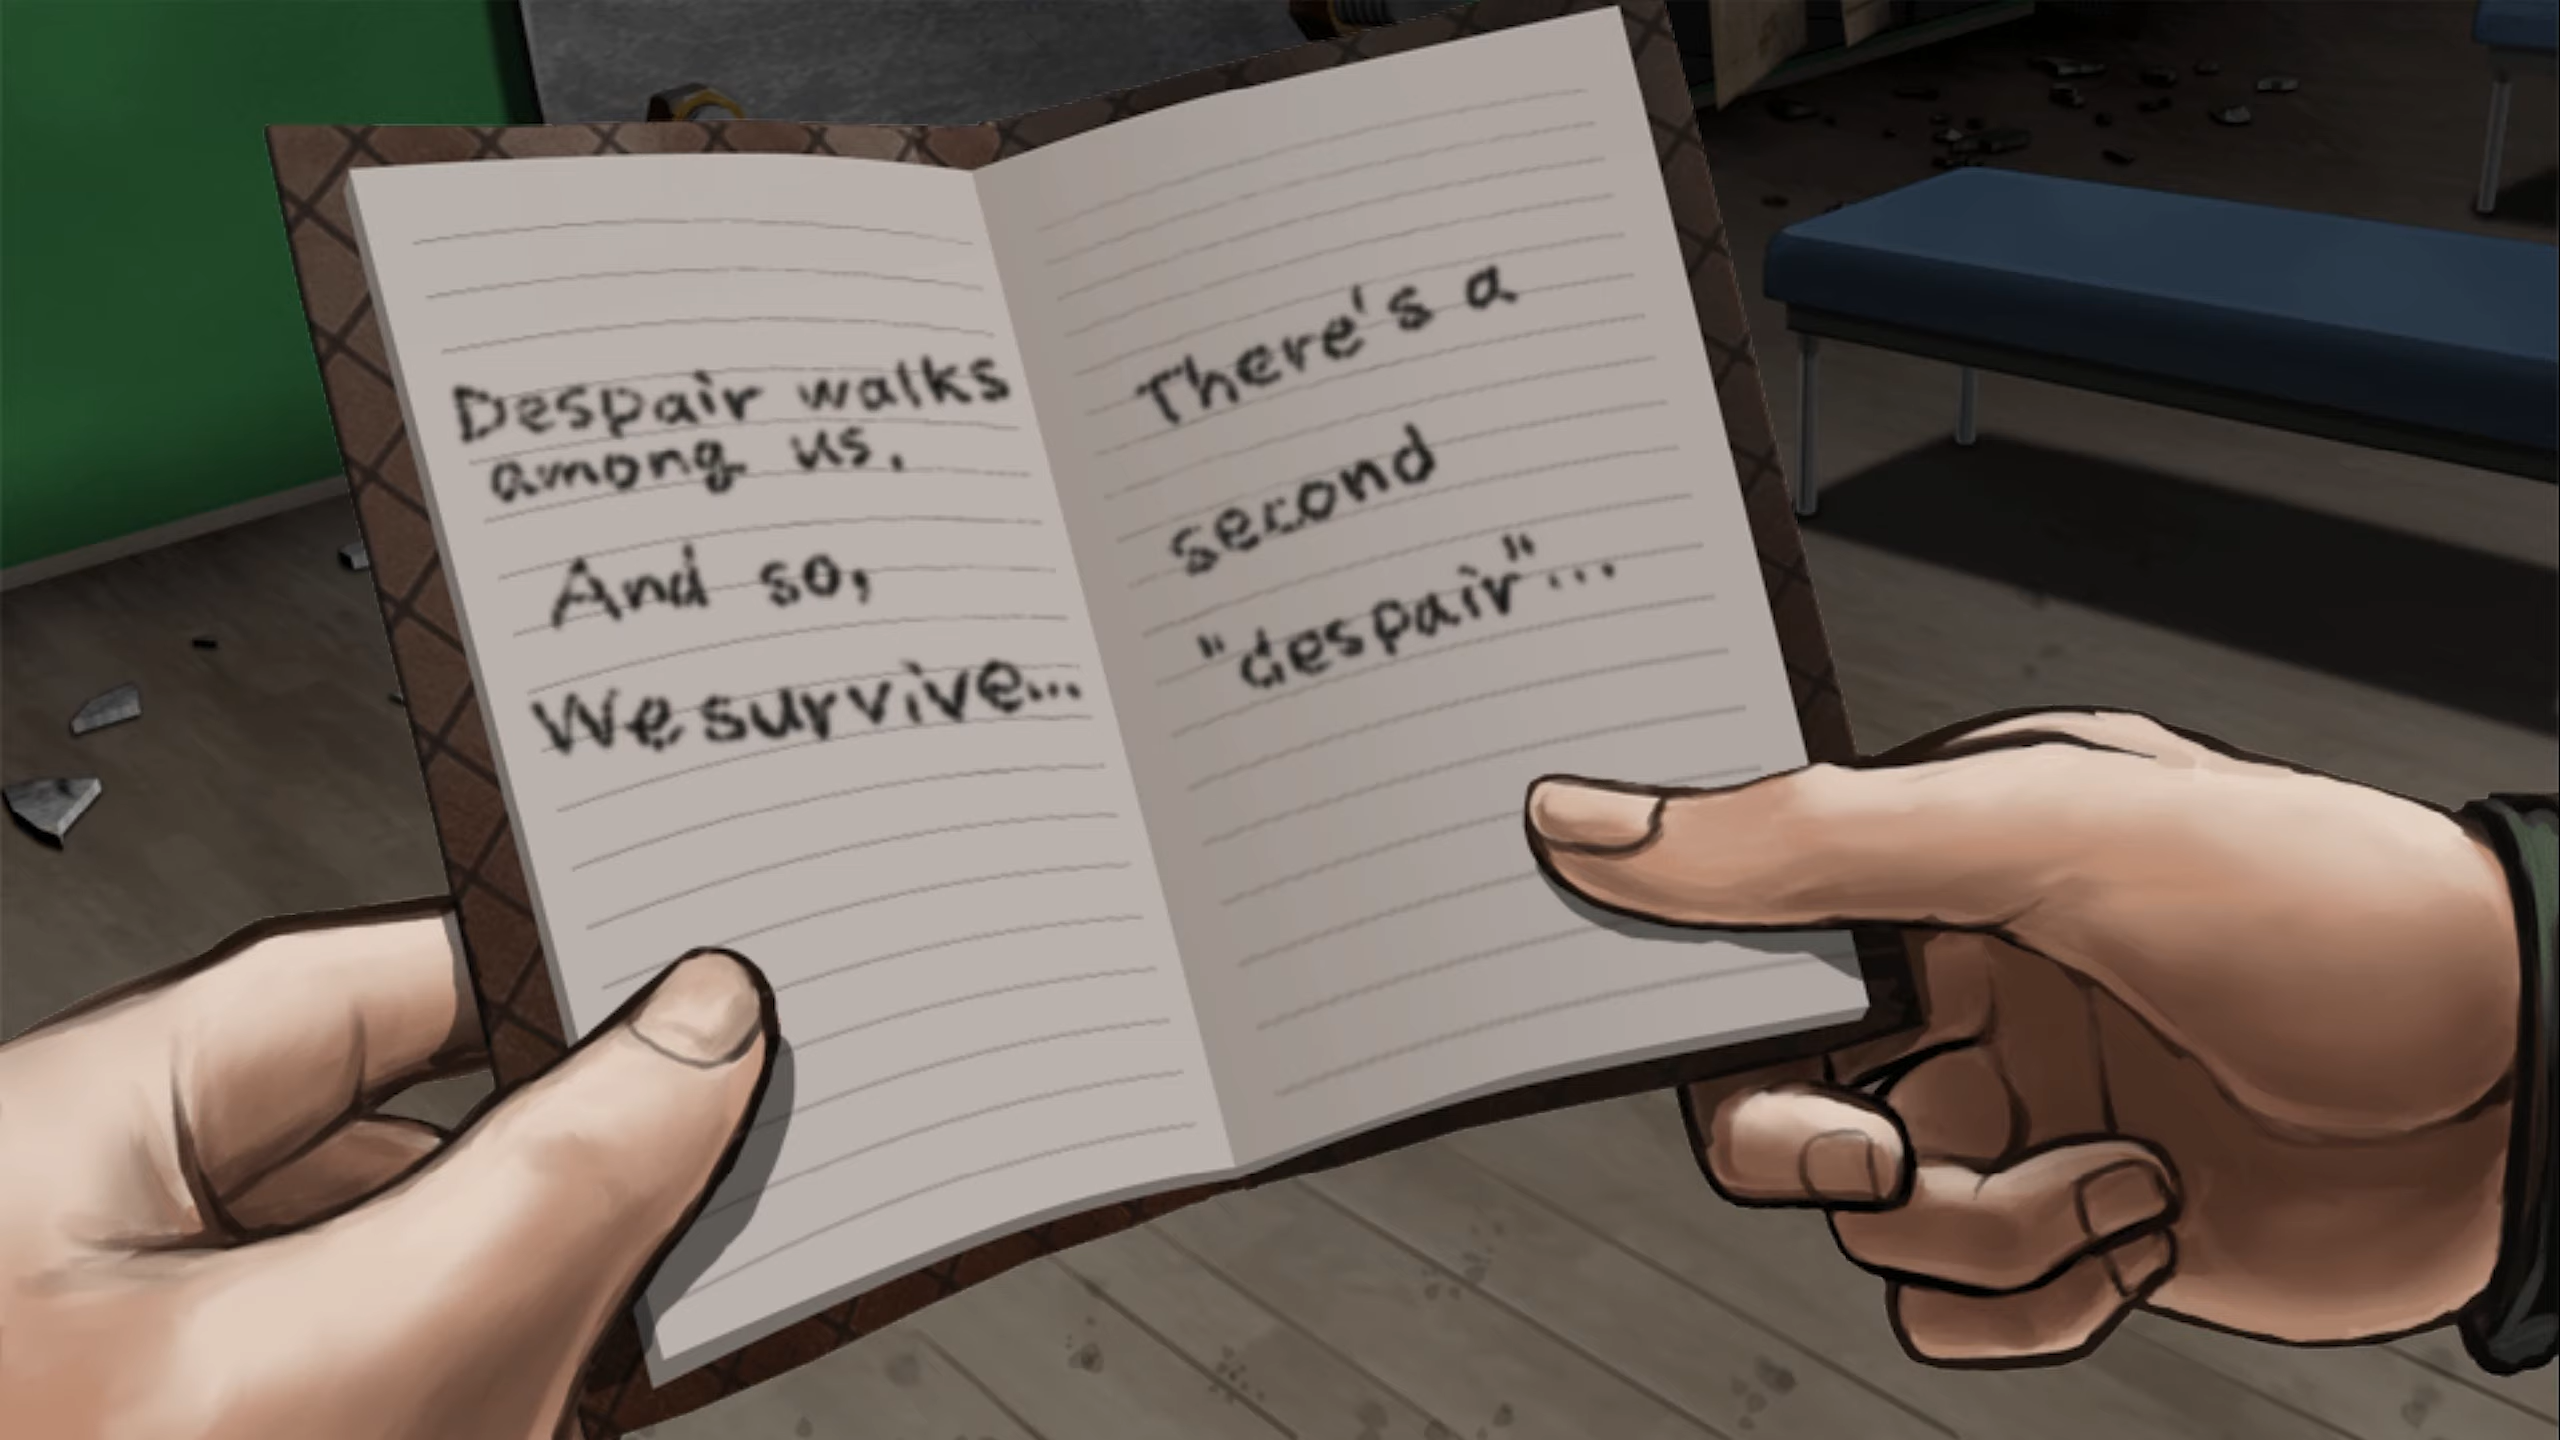 Despair walks
among us.
And so,
We survive...
There's a
second
"despair"...